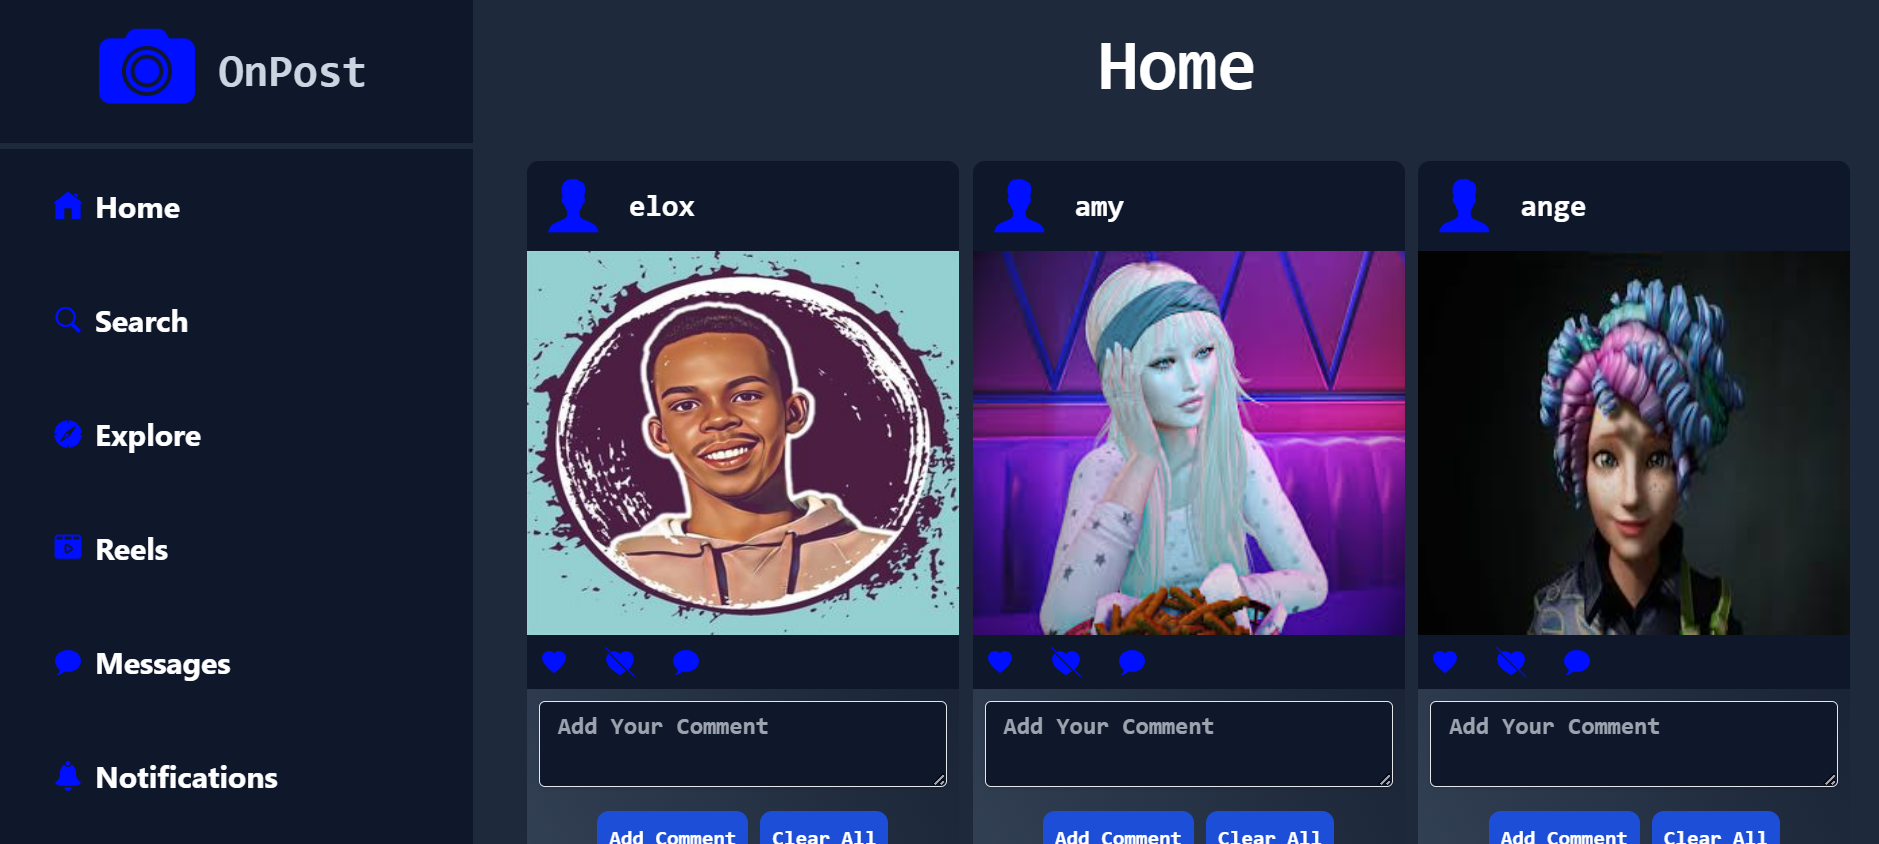 OnPost
Home
Search
Explore
Reels
Messages
Notifications
Home
elox
Add Your Comment
Add Comment
Clear All
amy
Add Your Comment
Add Comment
Clear All
ange
Add Your Comment
Add Comment
Clear All